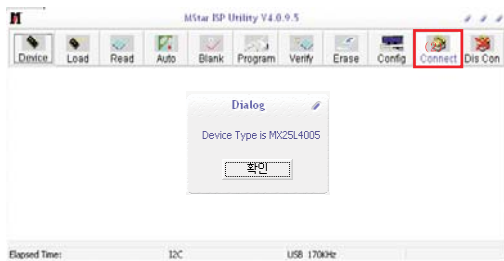 MStar ISP Utility V4.0.9.5
Device Load Read Auto Blank Program Verify Erase Config Connect Dis Con
Dialog
Device Type is MX25L4005
확인
Elapsed Time: I2C USB 170KHz